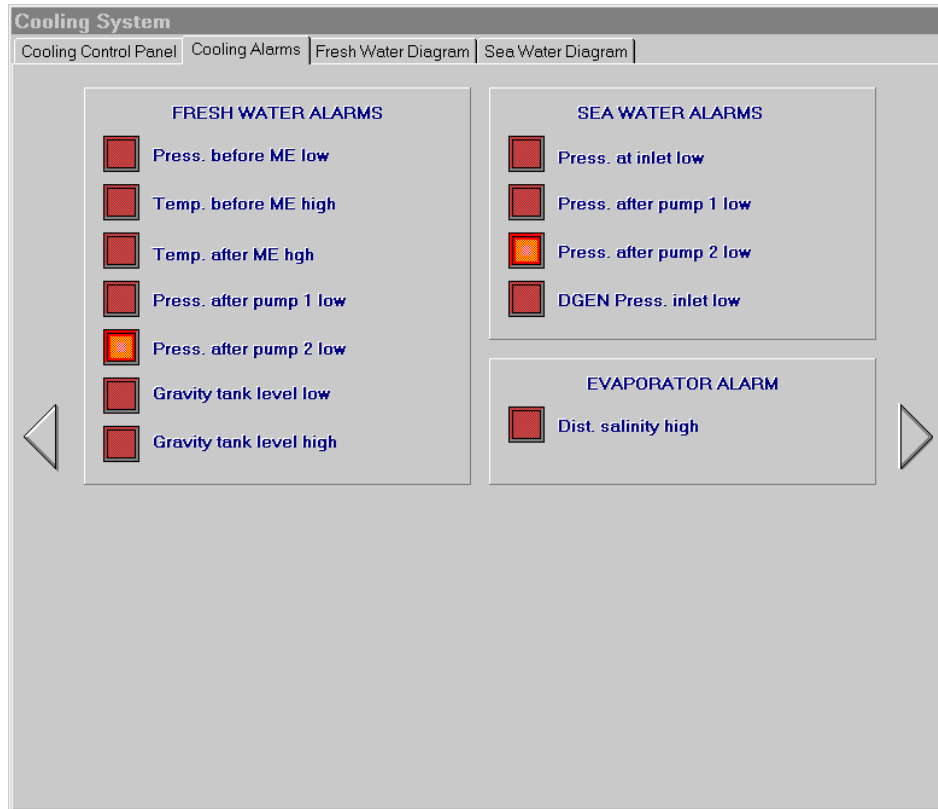 Cooling System
Cooling Control Panel
Cooling Alarms
Fresh Water Diagram
Sea Water Diagram
FRESH WATER ALARMS
Press. before ME low
Temp. before ME high
Temp. after ME hgh
Press. after pump 1 low
Press. after pump 2 low
Gravity tank level low
Gravity tank level high
SEA WATER ALARMS
Press. at inlet low
Press. after pump 1 low
Press. after pump 2 low
DGEN Press. inlet low
EVAPORATOR ALARM
Dist. salinity high